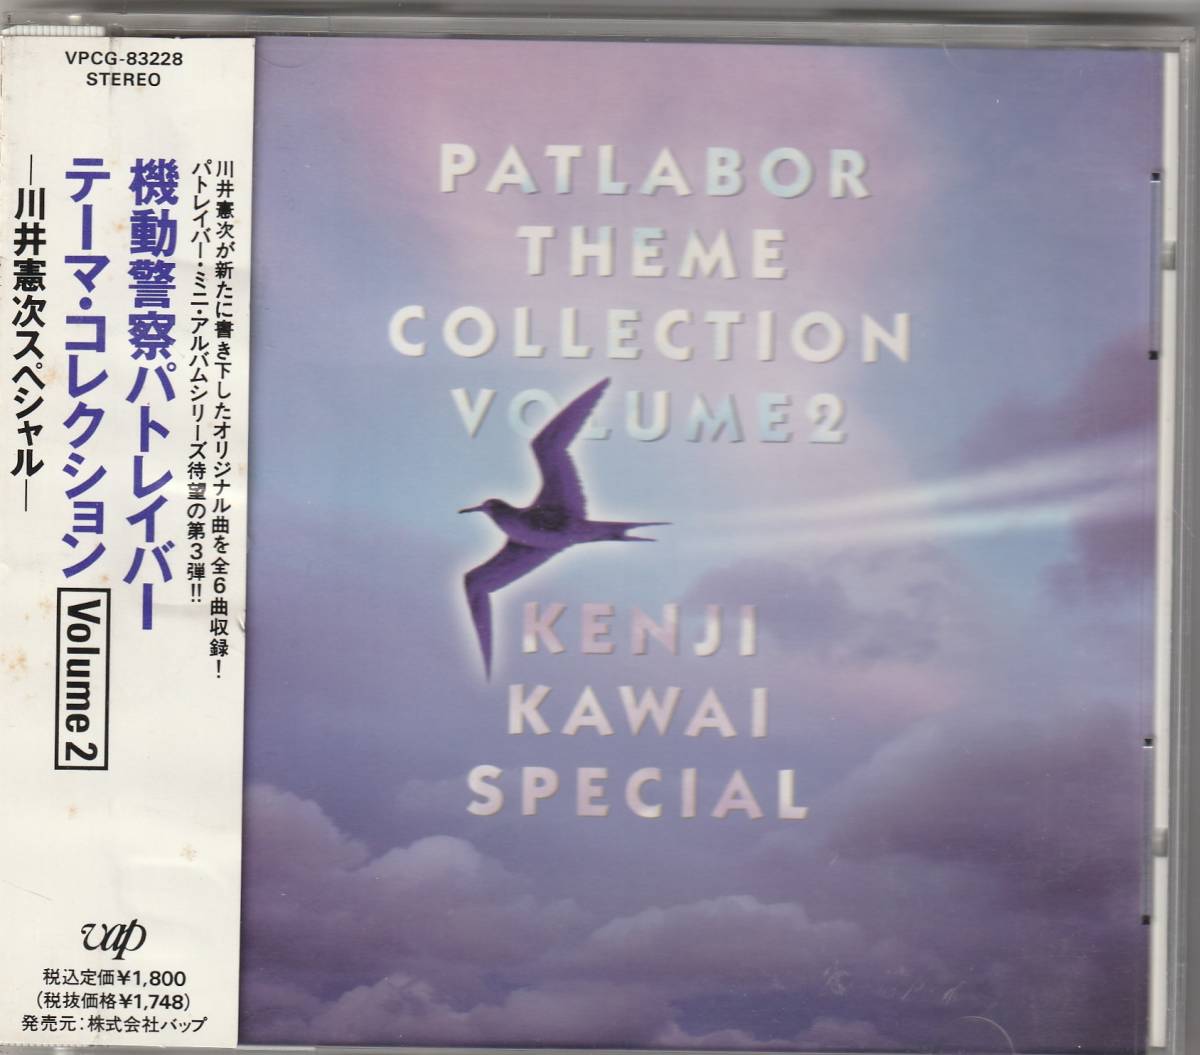 VPCG-83228
STEREO
川井憲次が新たに書き下したオリジナル曲を全6曲収録!
パトレイバー・ミニ・アルバムシリーズ待望の第3弾!!
機動警察パトレイバー
テーマ・コレクション Volume 2
―川井憲次スペシャル―
vap
税込定価¥1,800
(税抜価格¥1,748)
発売元:株式会社バップ
PATLABOR
THEME
COLLECTION
VOLUME2
KENJI
KAWAI
SPECIAL